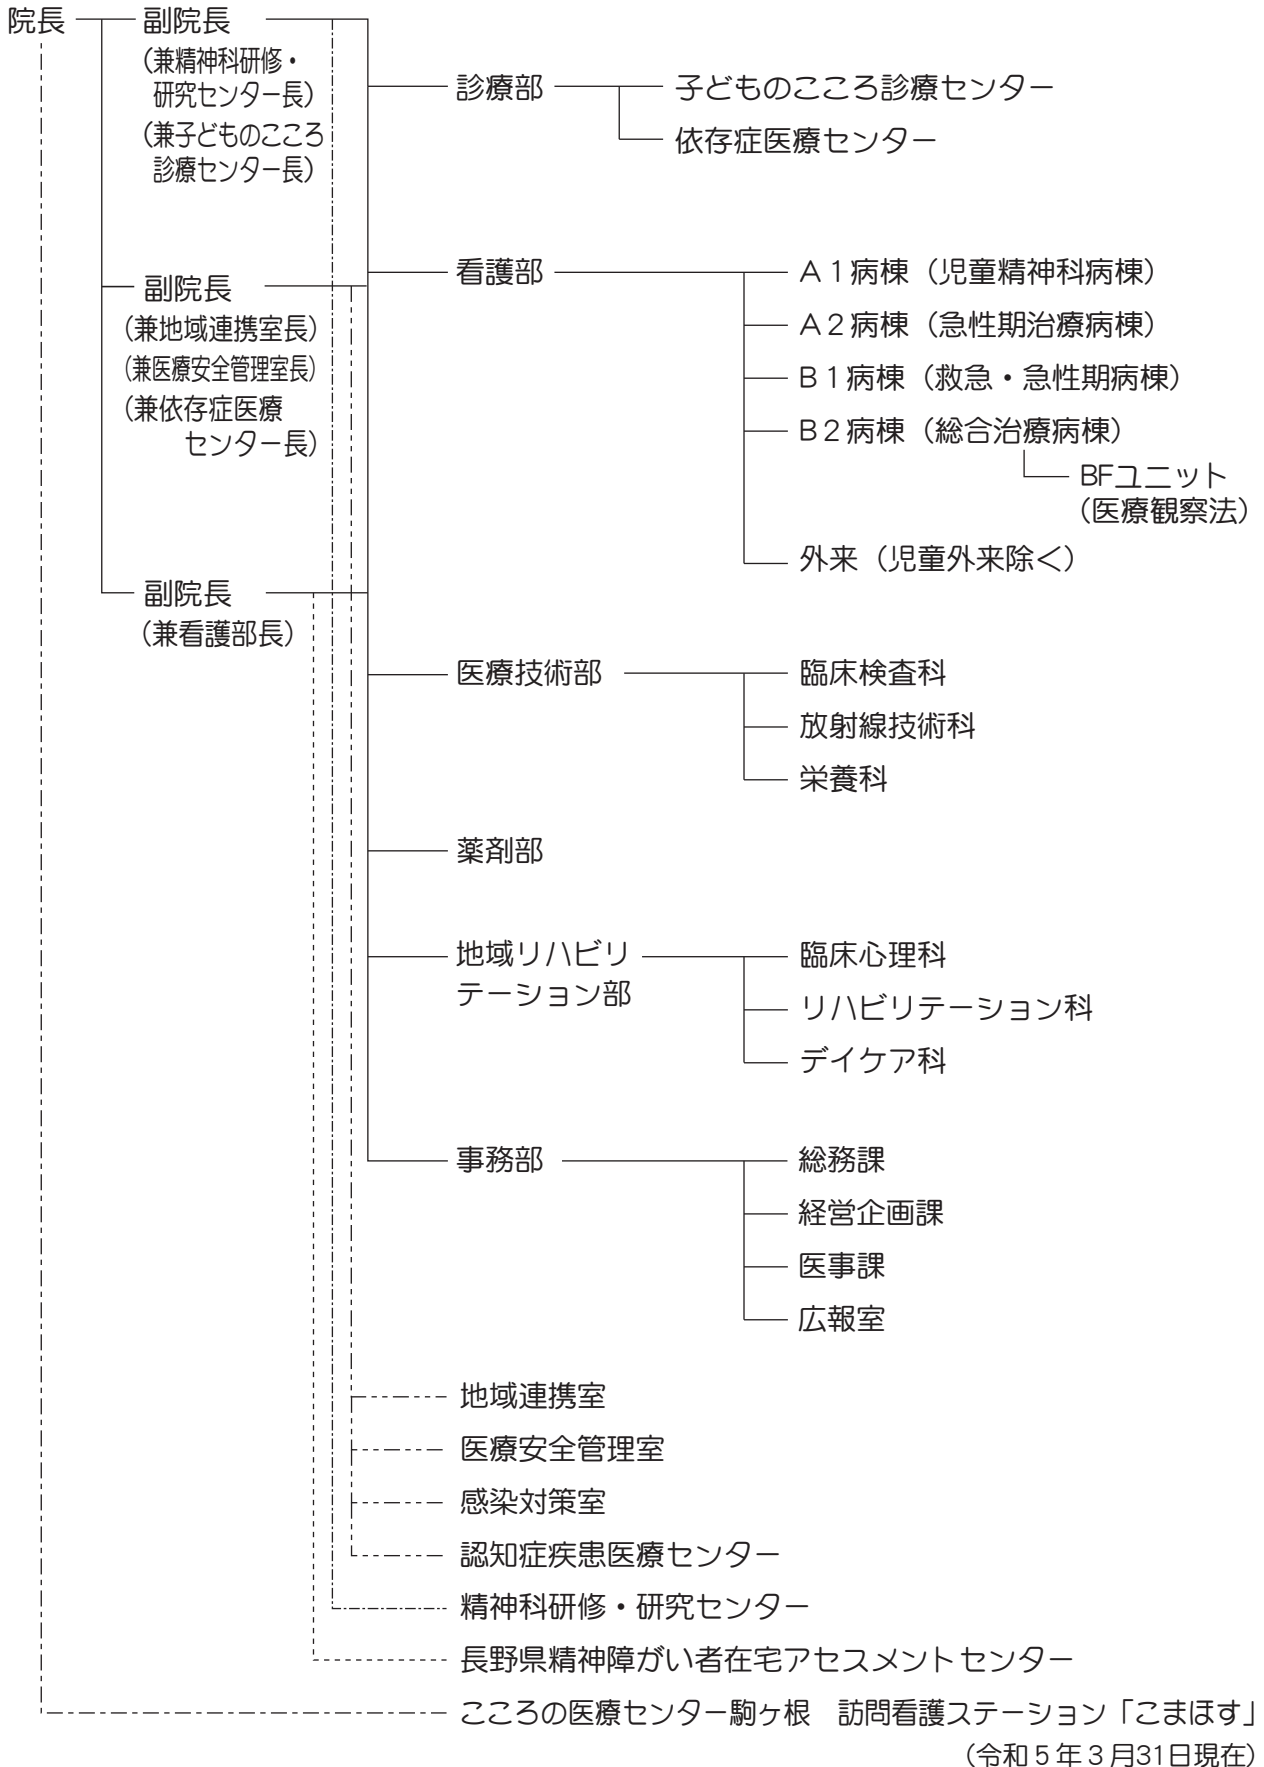 院長
副院長
（兼精神科研修・
研究センター長）
（兼子どものこころ
診療センター長）
副院長
（兼地域連携室長）
（兼医療安全管理室長）
（兼依存症医療
センター長）
副院長
（兼看護部長）
診療部
子どものこころ診療センター
依存症医療センター
看護部
A１病棟（児童精神科病棟）
A２病棟（急性期治療病棟）
B１病棟（救急・急性期病棟）
B２病棟（総合治療病棟）
BFユニット
（医療観察法）
外来（児童外来除く）
医療技術部
臨床検査科
放射線技術科
栄養科
薬剤部
地域リハビリ
テーション部
臨床心理科
リハビリテーション科
デイケア科
事務部
総務課
経営企画課
医事課
広報室
地域連携室
医療安全管理室
感染対策室
認知症疾患医療センター
精神科研修・研究センター
長野県精神障がい者在宅アセスメントセンター
こころの医療センター駒ヶ根　訪問看護ステーション「こまほす」
（令和５年３月31日現在）